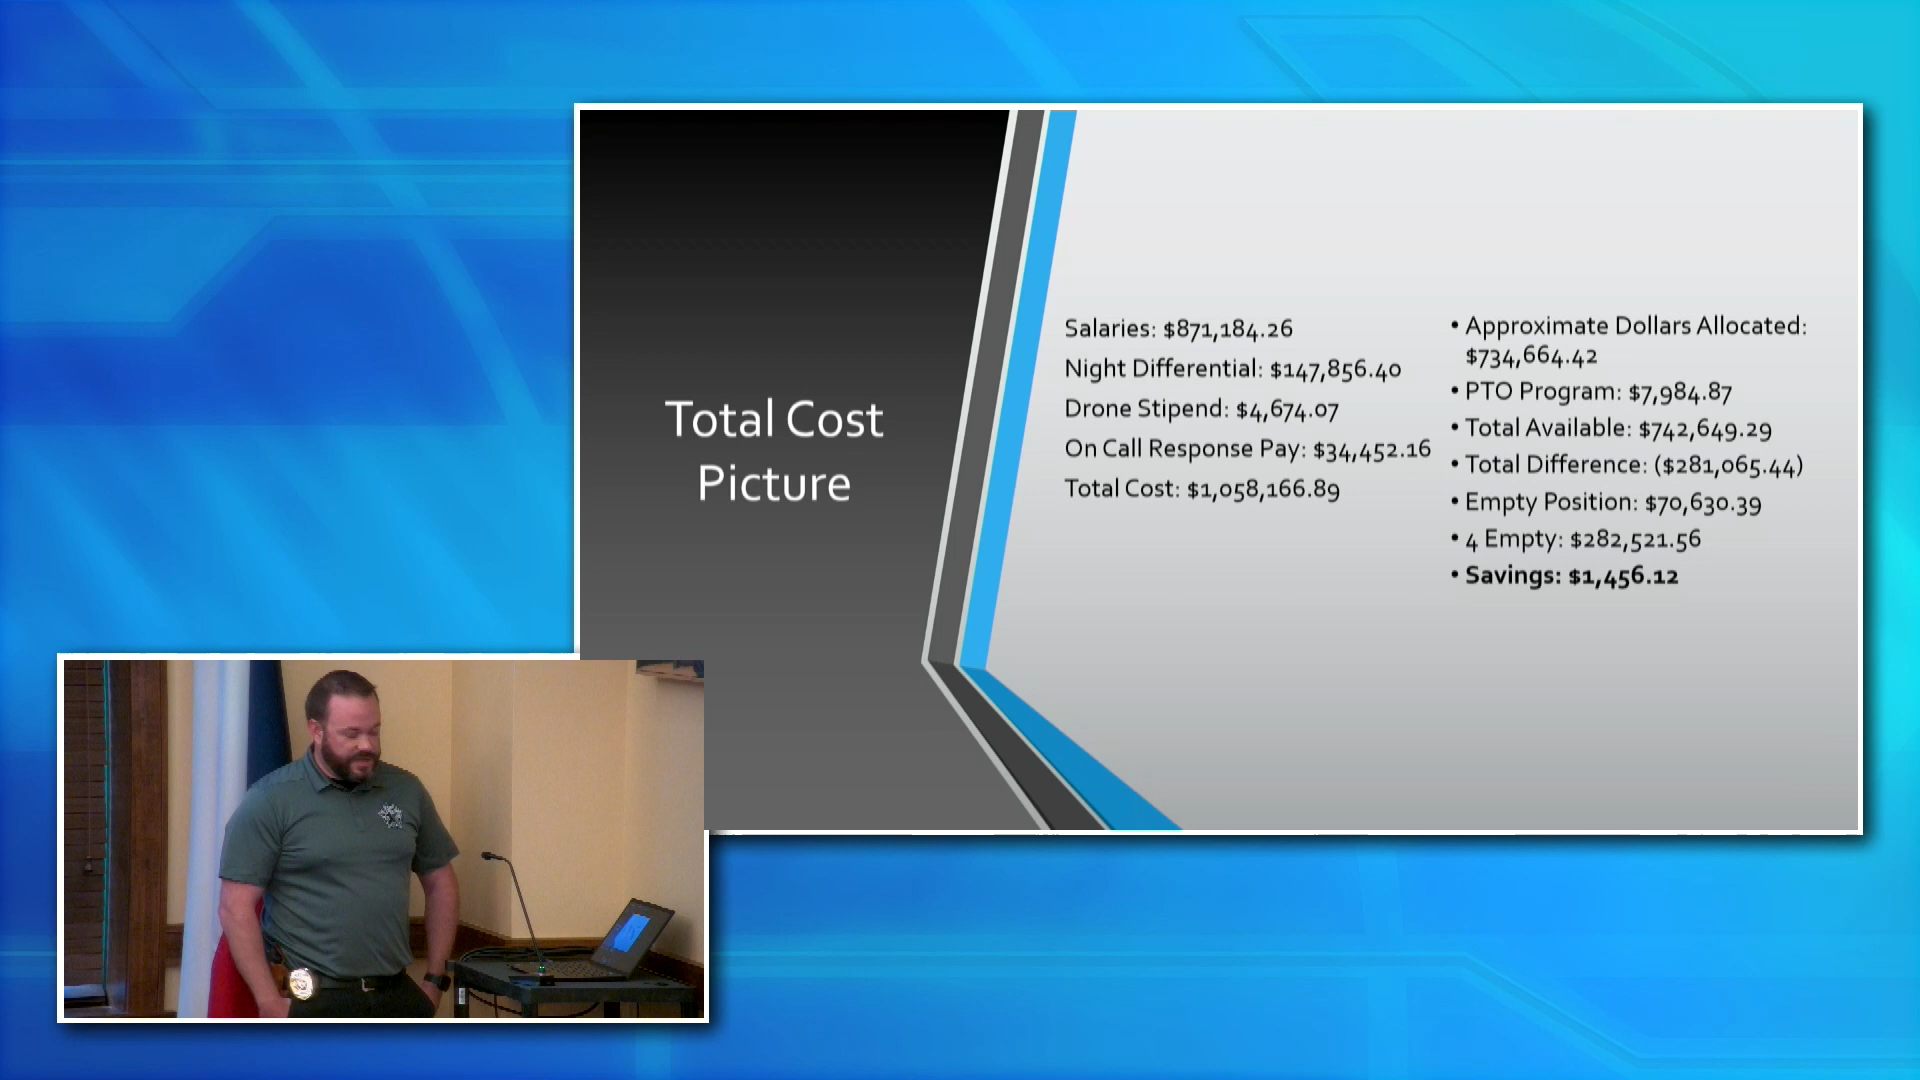 Total Cost
Picture
Salaries: $871,184.26
Night Differential: $147,856.40
Drone Stipend: $4,674.07
On Call Response Pay: $34,452.16
Total Cost: $1,058,166.89
• Approximate Dollars Allocated:
$734,664.42
• PTO Program: $7,984.87
• Total Available: $742,649.29
• Total Difference: ($281,065.44)
• Empty Position: $70,630.39
• 4 Empty: $282,521.56
• Savings: $1,456.12